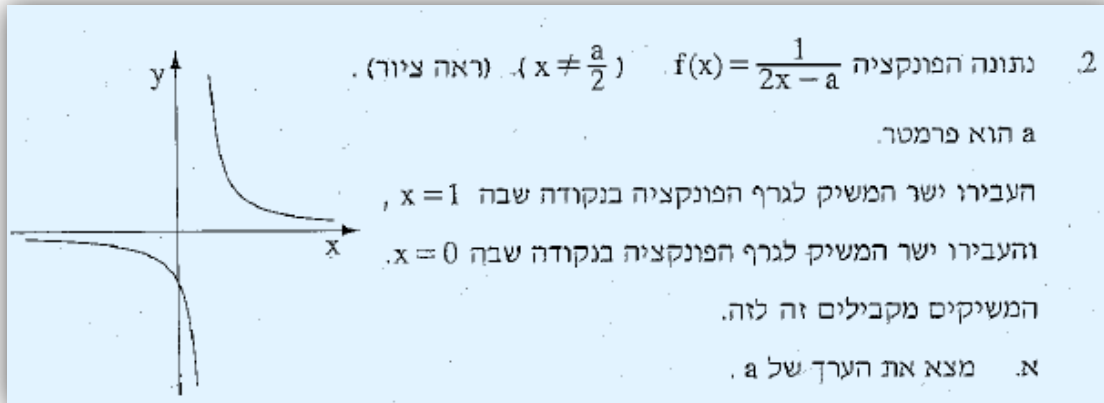 2. נתונה הפונקציה f(x) = 1/(2x − a) (x ≠ a/2). (ראה ציור).
a הוא פרמטר.
העבירו ישר המשיק לגרף הפונקציה בנקודה שבה x = 1,
והעבירו ישר המשיק לגרף הפונקציה בנקודה שבה x = 0.
המשיקים מקבילים זה לזה.
א. מצא את הערך של a.
y
x